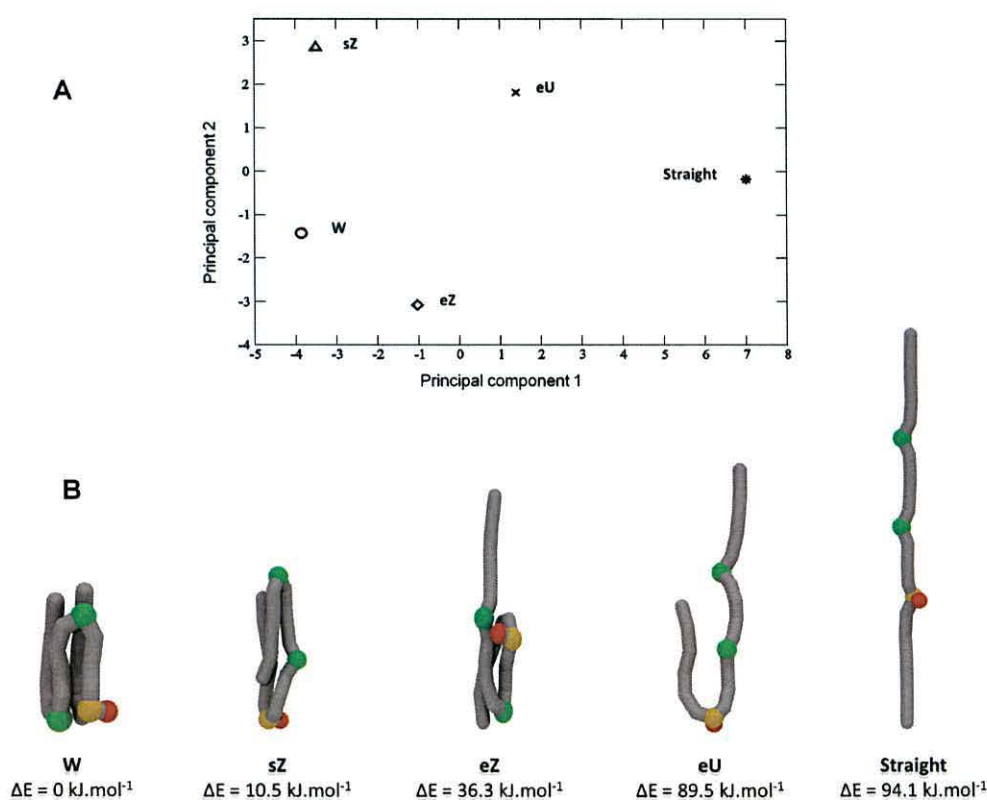 A
Principal component 2
3
2
1
0
-1
-2
-3
-4
sZ
eU
Straight
W
eZ
-5 -4 -3 -2 -1 0 1 2 3 4 5 6 7 8
Principal component 1
B
W sZ eZ eU Straight
ΔE = 0 kJ.mol⁻¹ ΔE = 10.5 kJ.mol⁻¹ ΔE = 36.3 kJ.mol⁻¹ ΔE = 89.5 kJ.mol⁻¹ ΔE = 94.1 kJ.mol⁻¹